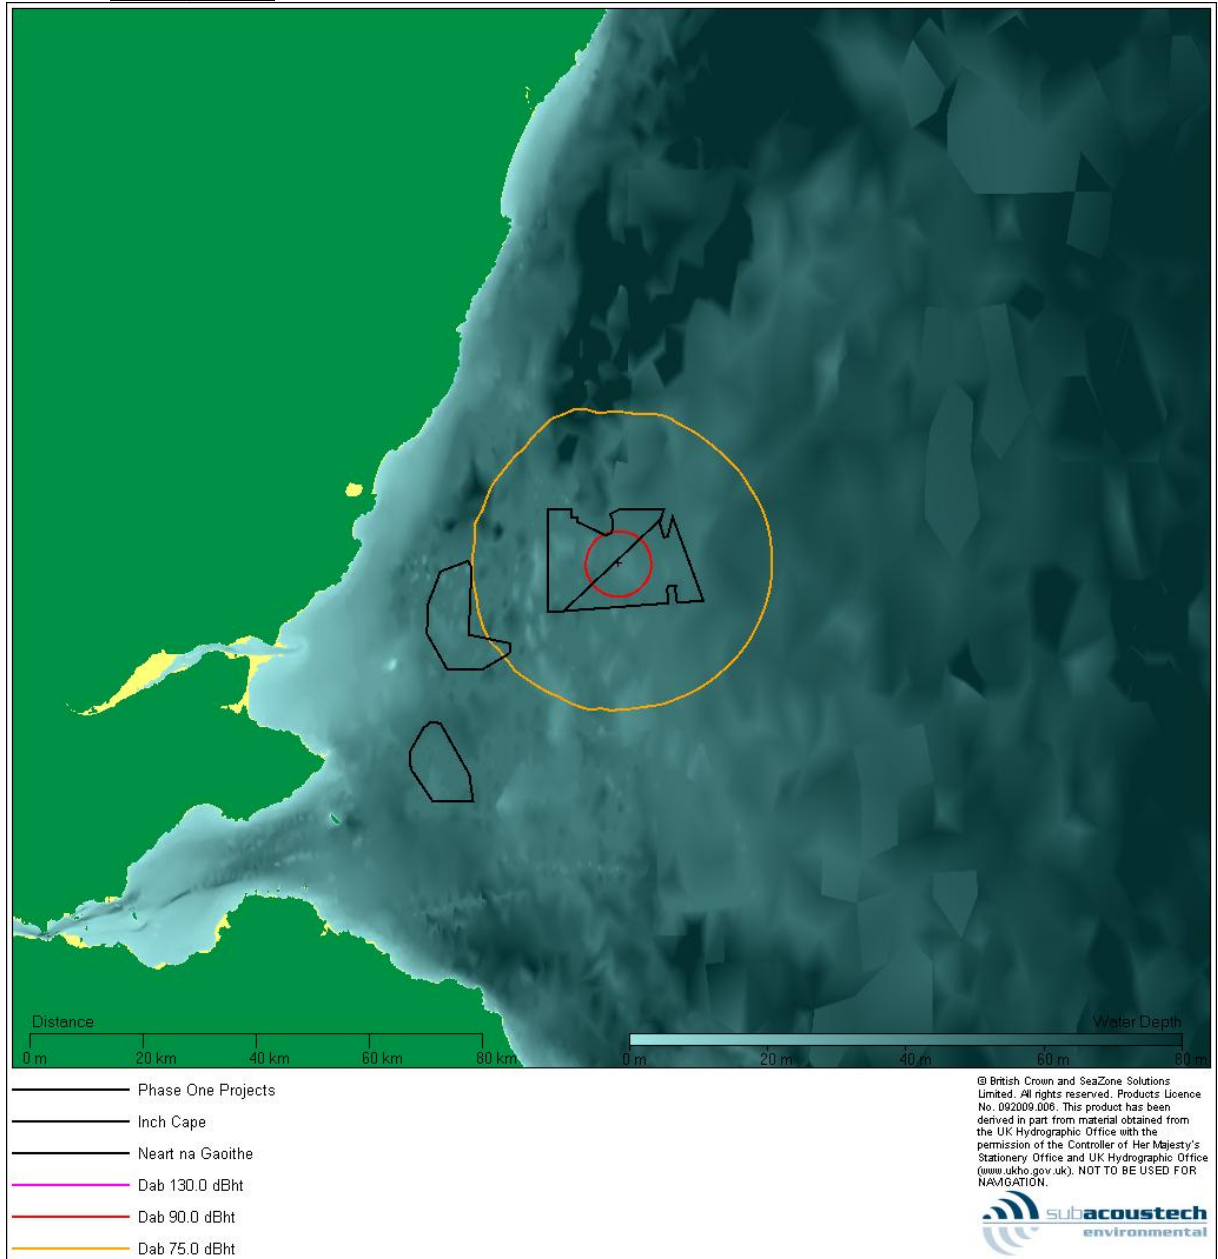 Distance
0 m 20 km 40 km 60 km 80 km
Water Depth
0 m 20 m 40 m 60 m 80 m
Phase One Projects
Inch Cape
Neart na Gaoithe
Dab 130.0 dBht
Dab 90.0 dBht
Dab 75.0 dBht
© British Crown and SeaZone Solutions
Limited. All rights reserved. Products Licence
No. 092009.006. This product has been
derived in part from material obtained from
the UK Hydrographic Office with the
permission of the Controller of Her Majesty's
Stationery Office and UK Hydrographic Office
(www.ukho.gov.uk). NOT TO BE USED FOR
NAVIGATION.
subacoustech
environmental